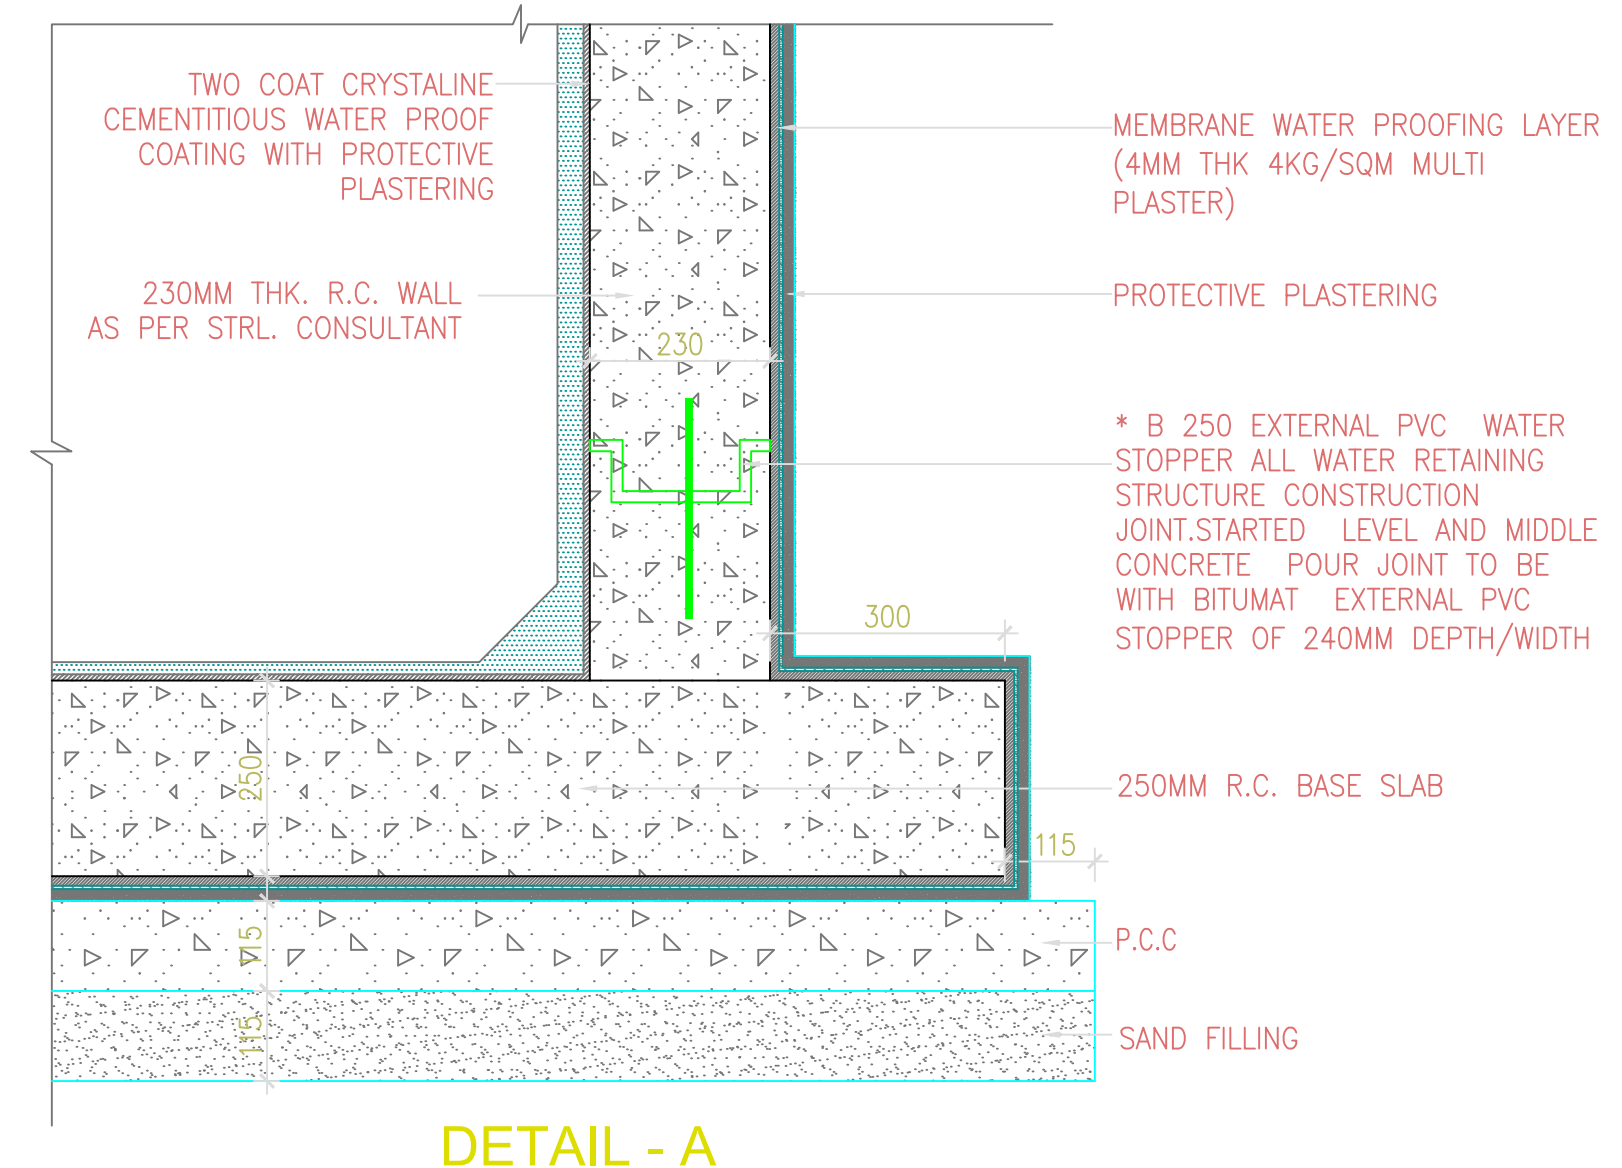 TWO COAT CRYSTALINE
CEMENTITIOUS WATER PROOF
COATING WITH PROTECTIVE
PLASTERING
230MM THK. R.C. WALL
AS PER STRL. CONSULTANT
MEMBRANE WATER PROOFING LAYER
(4MM THK 4KG/SQM MULTI
PLASTER)
PROTECTIVE PLASTERING
230
* B 250 EXTERNAL PVC WATER
STOPPER ALL WATER RETAINING
STRUCTURE CONSTRUCTION
JOINT.STARTED LEVEL AND MIDDLE
CONCRETE POUR JOINT TO BE
WITH BITUMAT EXTERNAL PVC
STOPPER OF 240MM DEPTH/WIDTH
300
250
250MM R.C. BASE SLAB
115
115
P.C.C
115
SAND FILLING
DETAIL - A